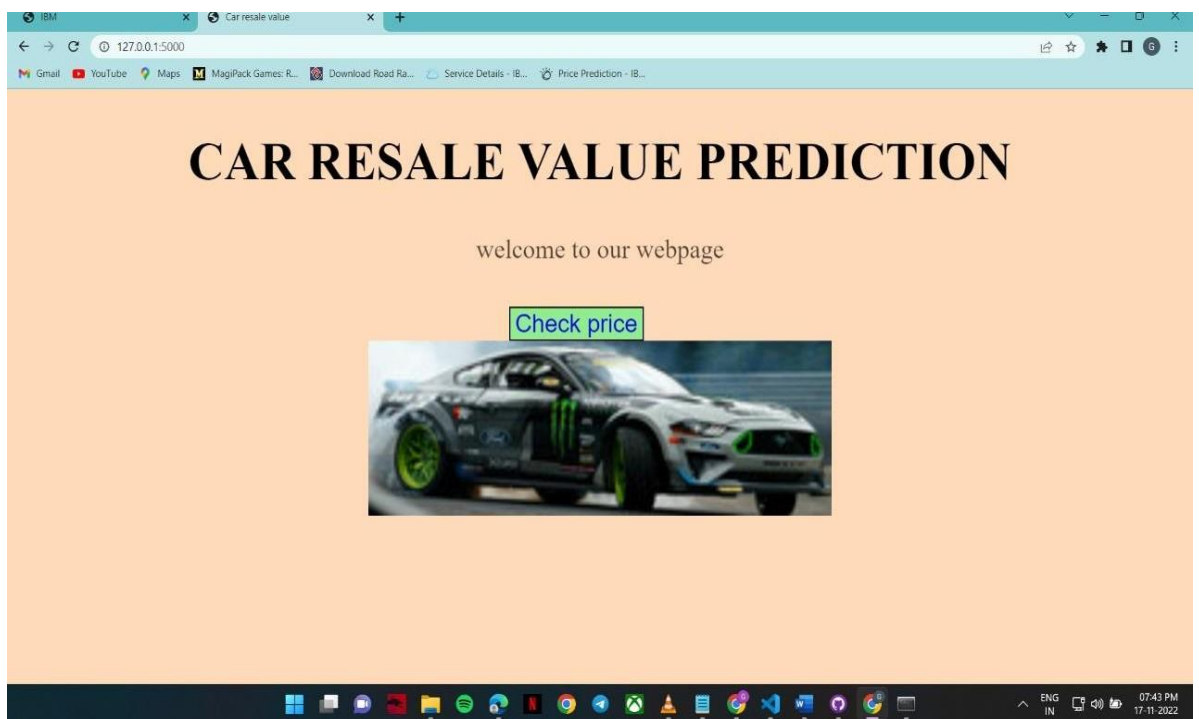 IBM
Car resale value
127.0.0.1:5000
G
Gmail
YouTube
Maps
M
MagiPack Games: R...
Download Road Ra...
Service Details - IB...
Price Prediction - IB...
CAR RESALE VALUE PREDICTION
welcome to our webpage
Check price
Ford
ENG
IN
07:43 PM
17-11-2022